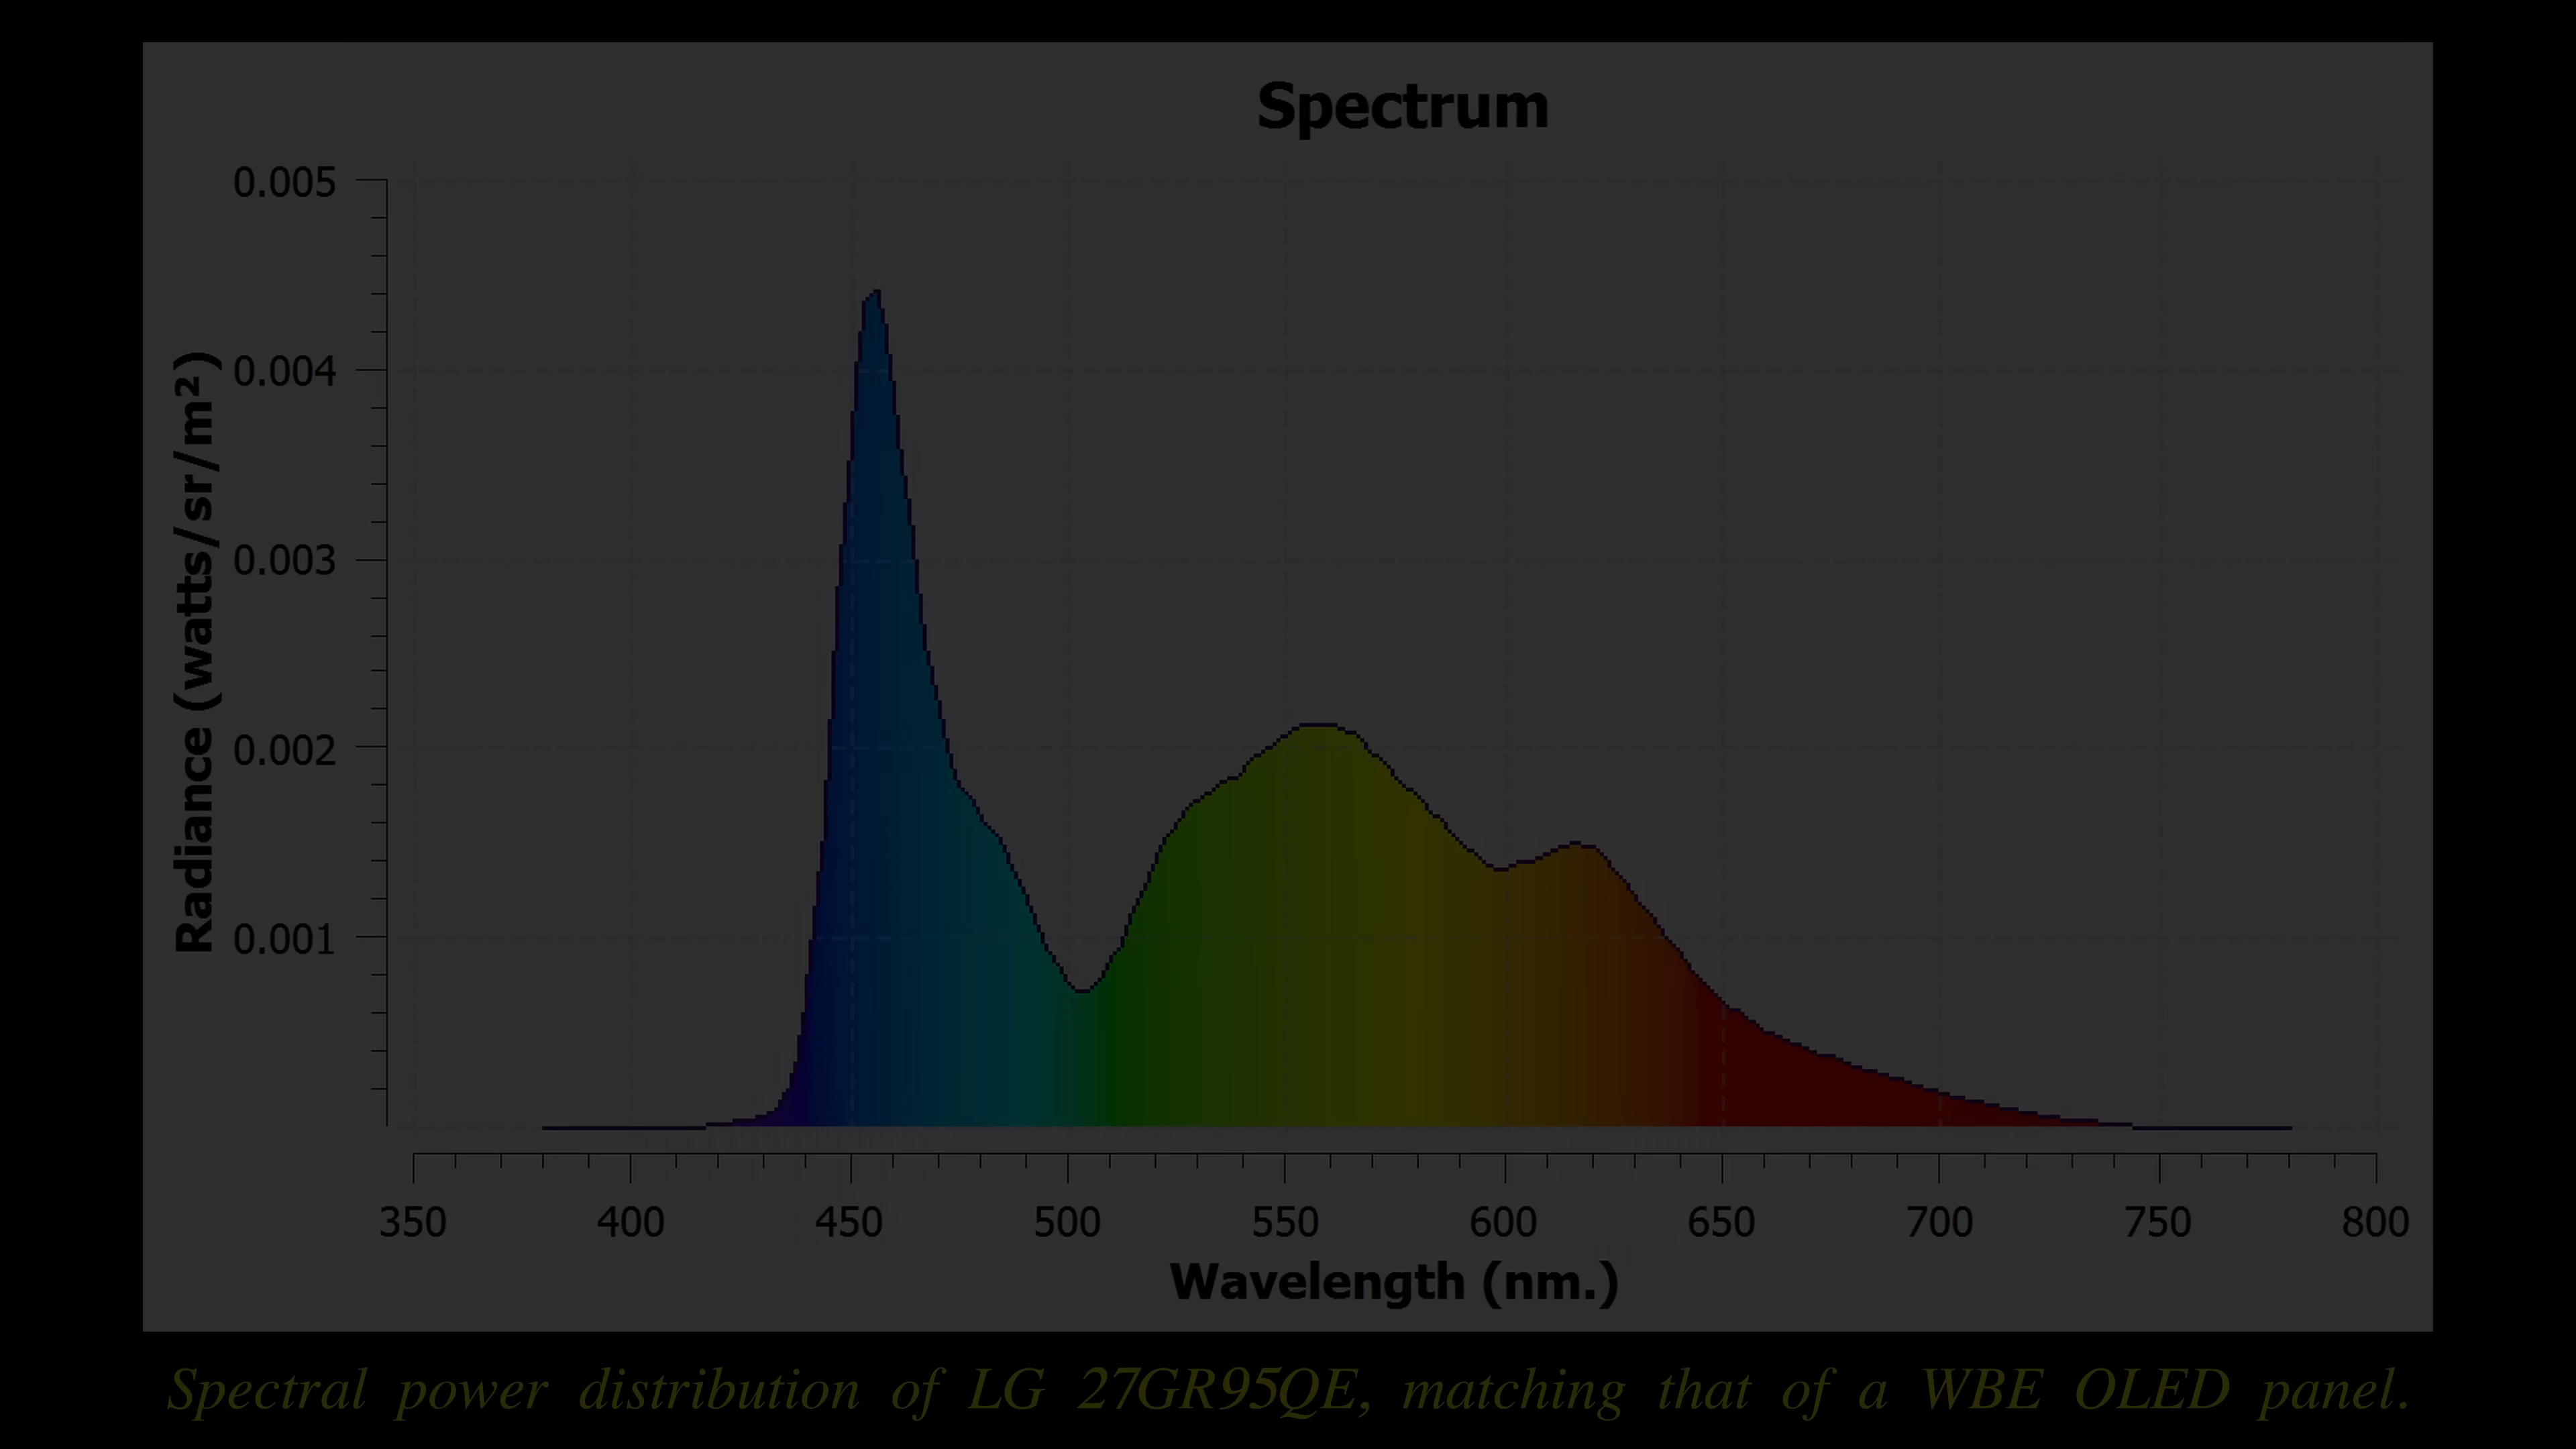 Spectrum
0.005
0.004
0.003
0.002
0.001
Radiance (watts/sr/m²)
350 400 450 500 550 600 650 700 750 800
Wavelength (nm.)
Spectral power distribution of LG 27GR95QE, matching that of a WBE OLED panel.